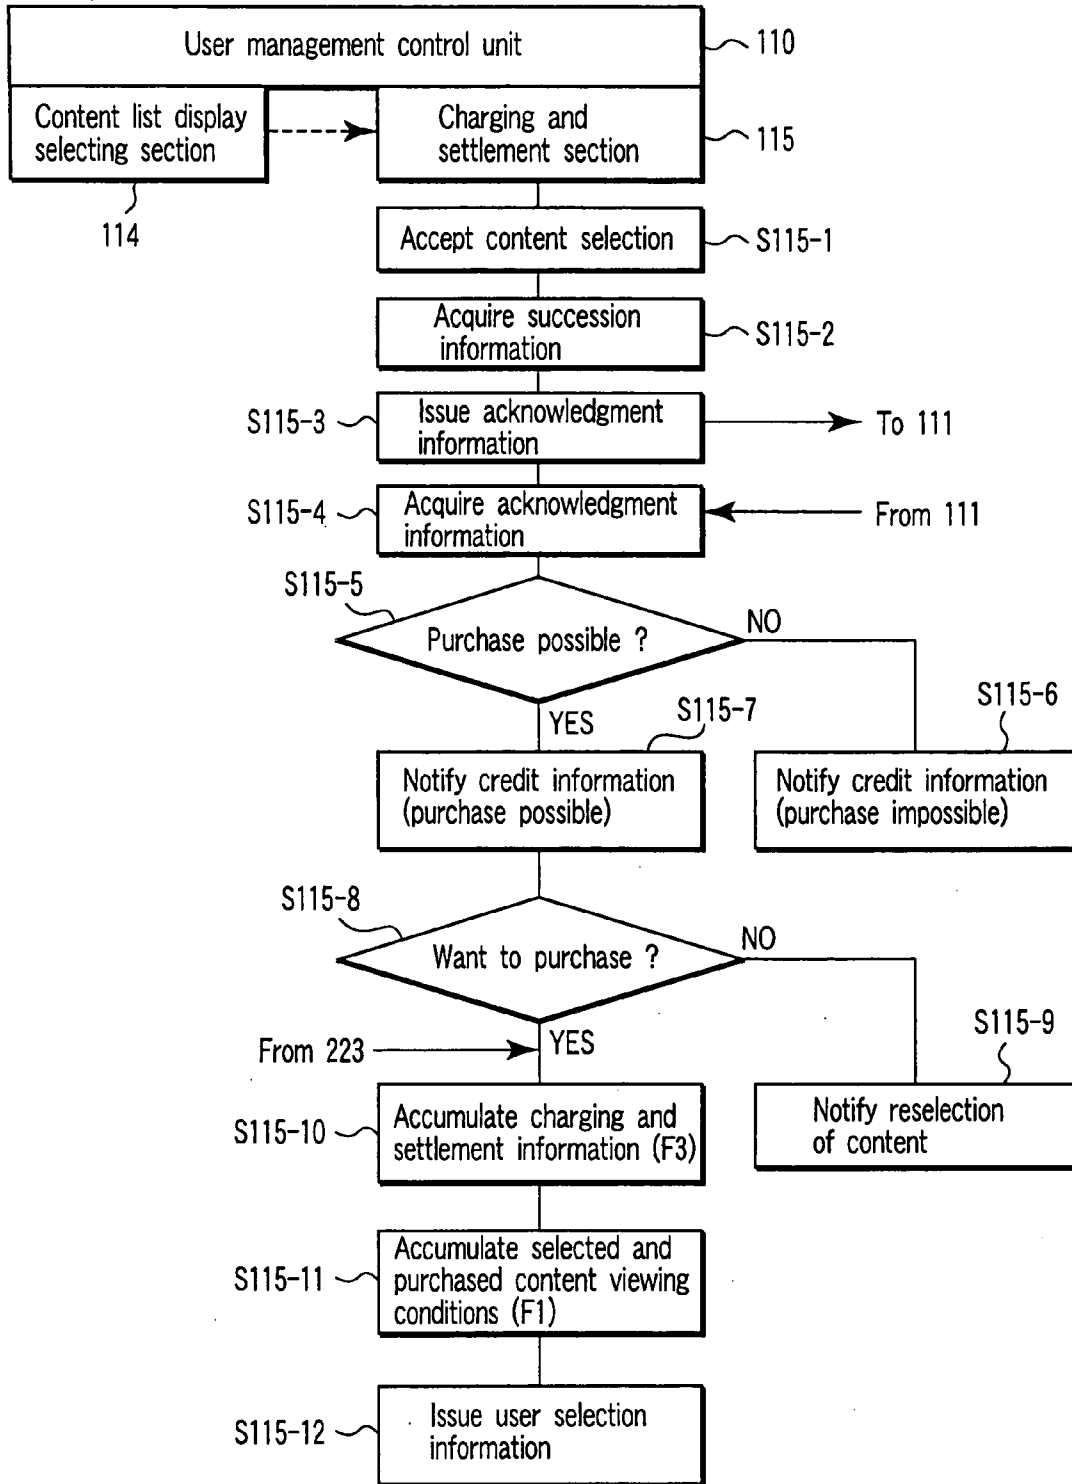 User management control unit
110
Content list display
selecting section
Charging and
settlement section
115
114
Accept content selection
S115-1
Acquire succession
information
S115-2
S115-3
Issue acknowledgment
information
To 111
S115-4
Acquire acknowledgment
information
From 111
S115-5
Purchase possible ?
NO
YES
S115-7
S115-6
Notify credit information
(purchase possible)
Notify credit information
(purchase impossible)
S115-8
Want to purchase ?
NO
From 223
YES
S115-9
S115-10
Accumulate charging and
settlement information (F3)
Notify reselection
of content
S115-11
Accumulate selected and
purchased content viewing
conditions (F1)
S115-12
Issue user selection
information